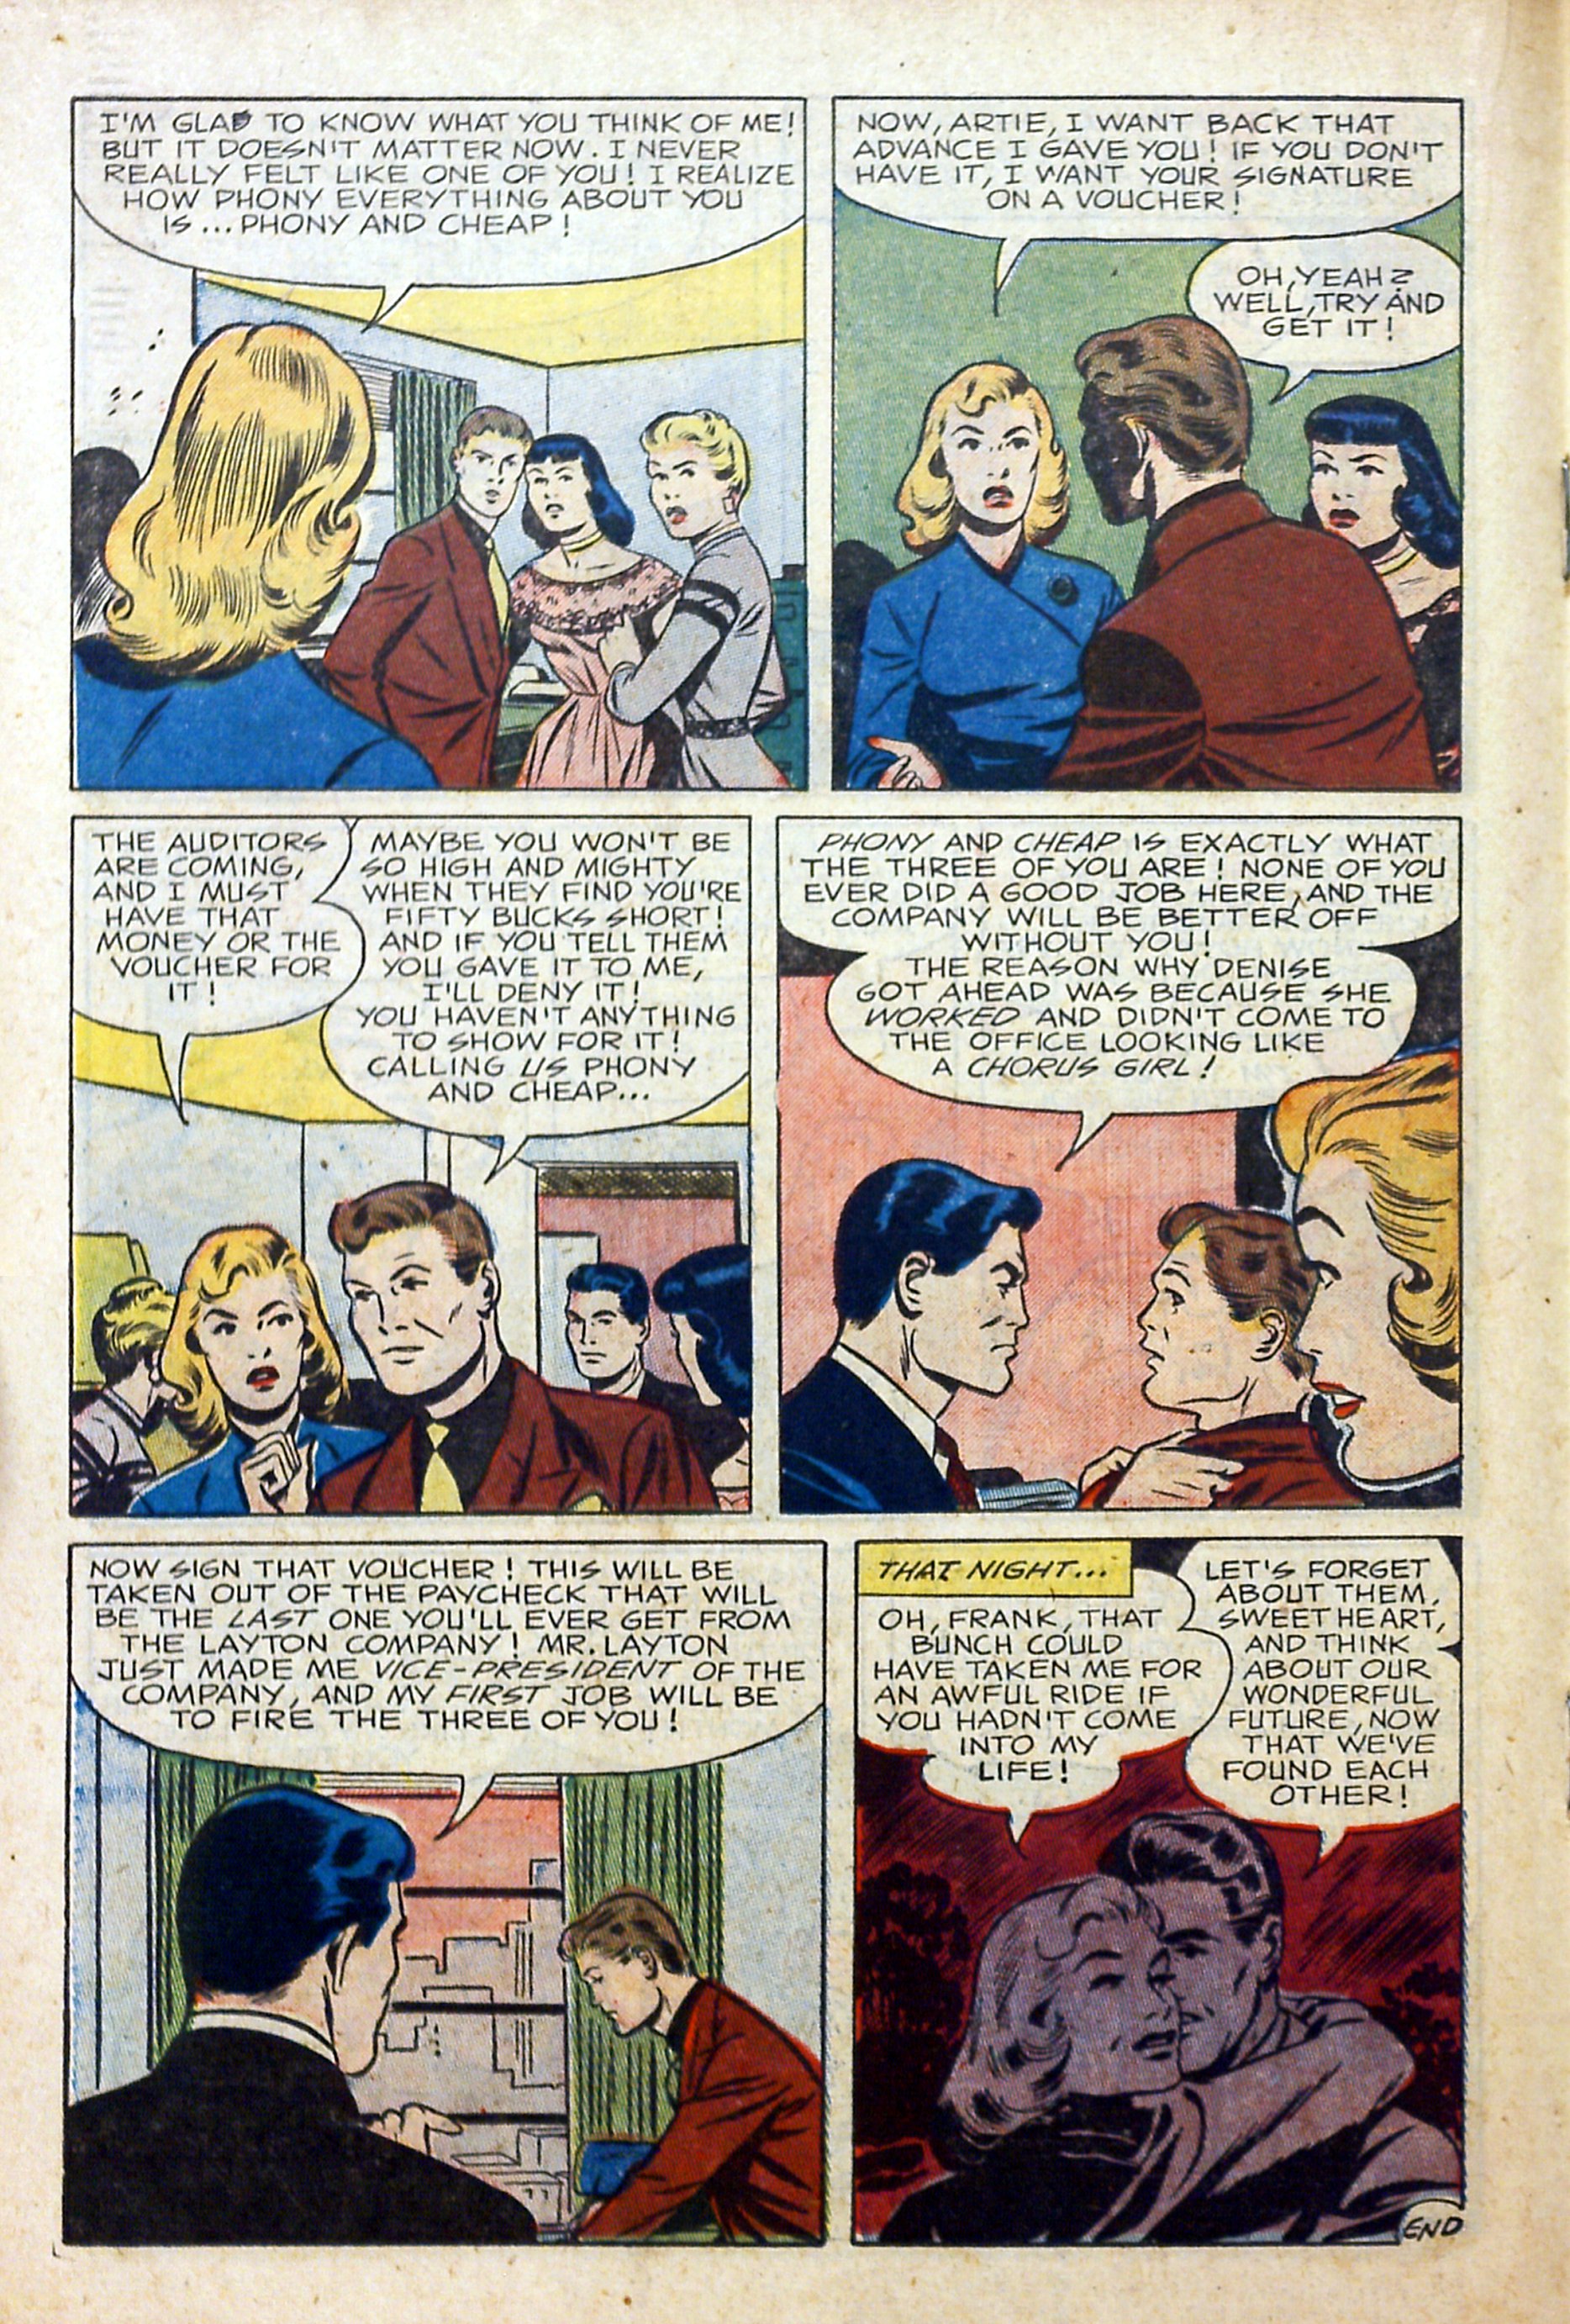 I'M GLAD TO KNOW WHAT YOU THINK OF ME!
BUT IT DOESN'T MATTER NOW. I NEVER
REALLY FELT LIKE ONE OF YOU! I REALIZE
HOW PHONY EVERYTHING ABOUT YOU
IS... PHONY AND CHEAP!
NOW, ARTIE, I WANT BACK THAT
ADVANCE I GAVE YOU! IF YOU DON'T
HAVE IT, I WANT YOUR SIGNATURE
ON A VOUCHER!
OH, YEAH?
WELL, TRY AND
GET IT!
THE AUDITORS
ARE COMING,
AND I MUST
HAVE THAT
MONEY OR THE
VOUCHER FOR
IT!
MAYBE YOU WON'T BE
SO HIGH AND MIGHTY
WHEN THEY FIND YOU'RE
FIFTY BUCKS SHORT!
AND IF YOU TELL THEM
YOU GAVE IT TO ME,
I'LL DENY IT!
YOU HAVEN'T ANYTHING
TO SHOW FOR IT!
CALLING US PHONY
AND CHEAP...
PHONY AND CHEAP IS EXACTLY WHAT
THE THREE OF YOU ARE! NONE OF YOU
EVER DID A GOOD JOB HERE, AND THE
COMPANY WILL BE BETTER OFF
WITHOUT YOU!
THE REASON WHY DENISE
GOT AHEAD WAS BECAUSE SHE
WORKED AND DIDN'T COME TO
THE OFFICE LOOKING LIKE
A CHORUS GIRL!
NOW SIGN THAT VOUCHER! THIS WILL BE
TAKEN OUT OF THE PAYCHECK THAT WILL
BE THE LAST ONE YOU'LL EVER GET FROM
THE LAYTON COMPANY! MR. LAYTON
JUST MADE ME VICE-PRESIDENT OF THE
COMPANY, AND MY FIRST JOB WILL BE
TO FIRE THE THREE OF YOU!
THAT NIGHT...
OH, FRANK, THAT
BUNCH COULD
HAVE TAKEN ME FOR
AN AWFUL RIDE IF
YOU HADN'T COME
INTO MY
LIFE!
LET'S FORGET
ABOUT THEM,
SWEETHEART,
AND THINK
ABOUT OUR
WONDERFUL
FUTURE, NOW
THAT WE'VE
FOUND EACH
OTHER!
END